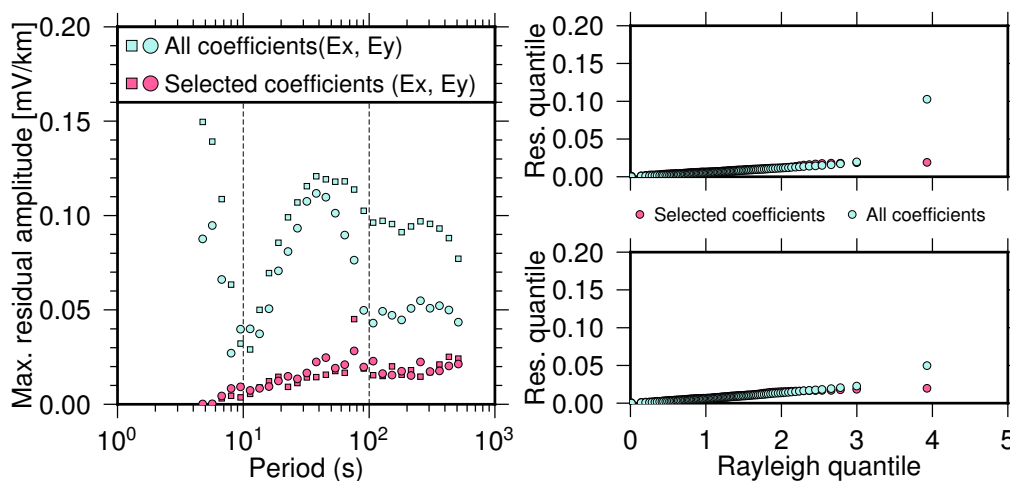 Max. residual amplitude [mV/km]
0.20
0.15
0.10
0.05
0.00
All coefficients(Ex, Ey)
Selected coefficients (Ex, Ey)
10^0 10^1 10^2 10^3
Period (s)
Res. quantile
0.20
0.15
0.10
0.05
0.00
Selected coefficients All coefficients
Res. quantile
0.20
0.15
0.10
0.05
0.00
0 1 2 3 4 5
Rayleigh quantile